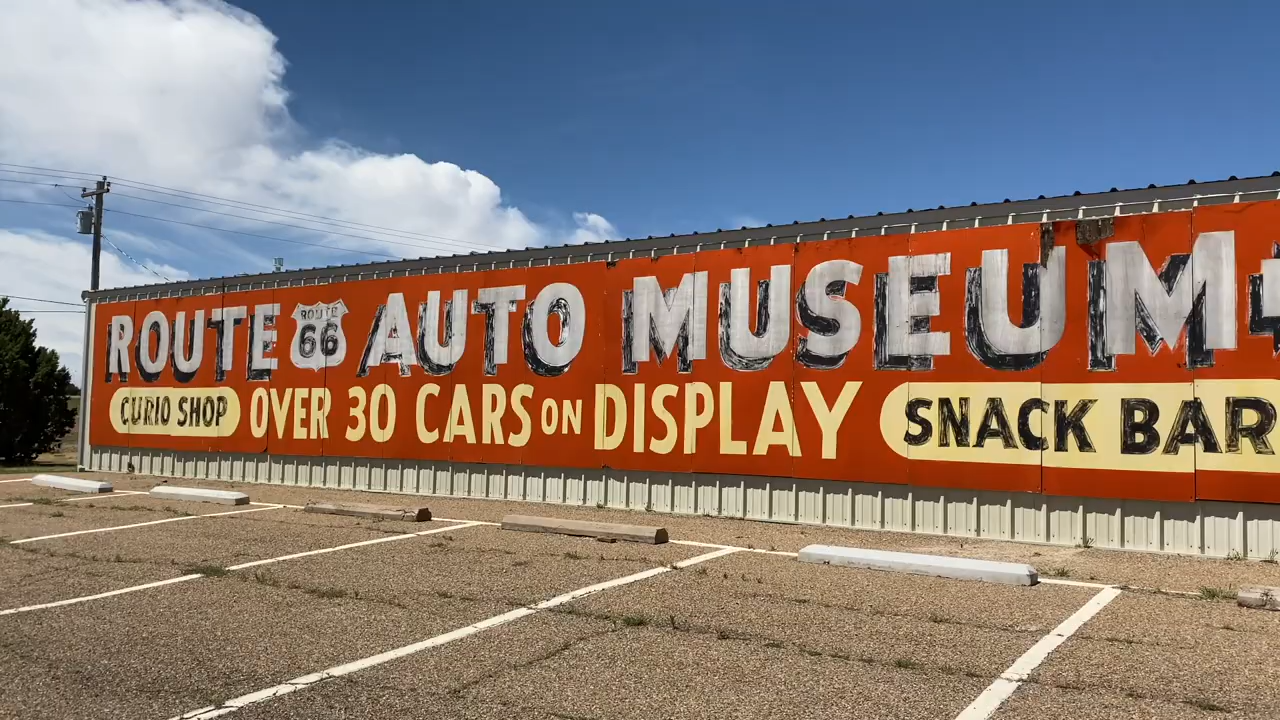 ROUTE ROUTE 66 AUTO MUSEUM
CURIO SHOP OVER 30 CARS ON DISPLAY SNACK BAR